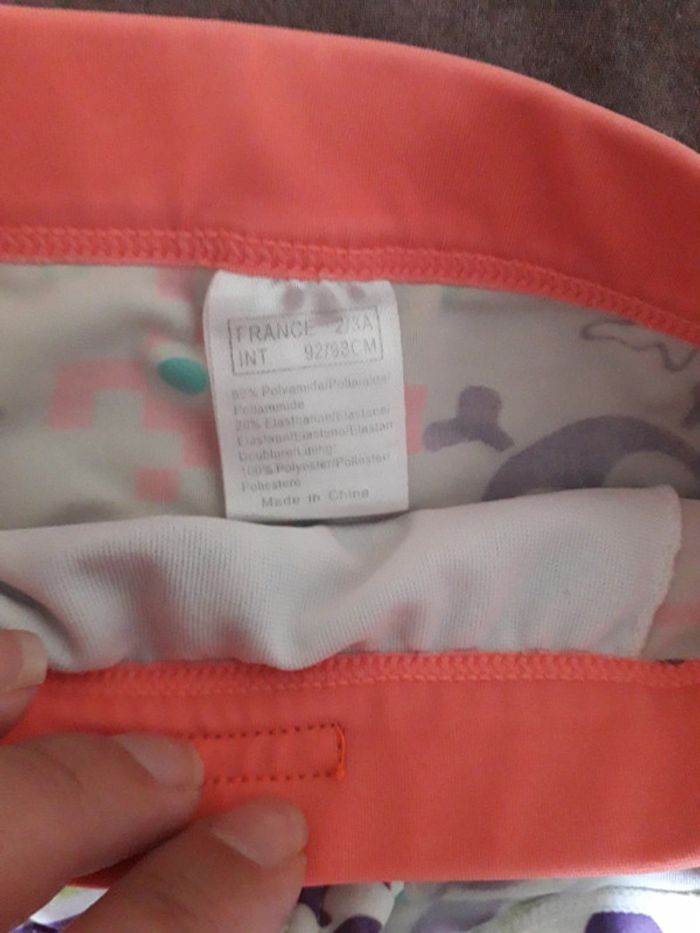 FRANCE 2/3A
INT 92/98CM
80% Polyamide/Poliamida/
Poliammide
20% Elasthanne/Elastane/
Elastan/Elastano/Elastan
Doublure/Lining:
100% Polyester/Poliester/
Poliestere
Made in China